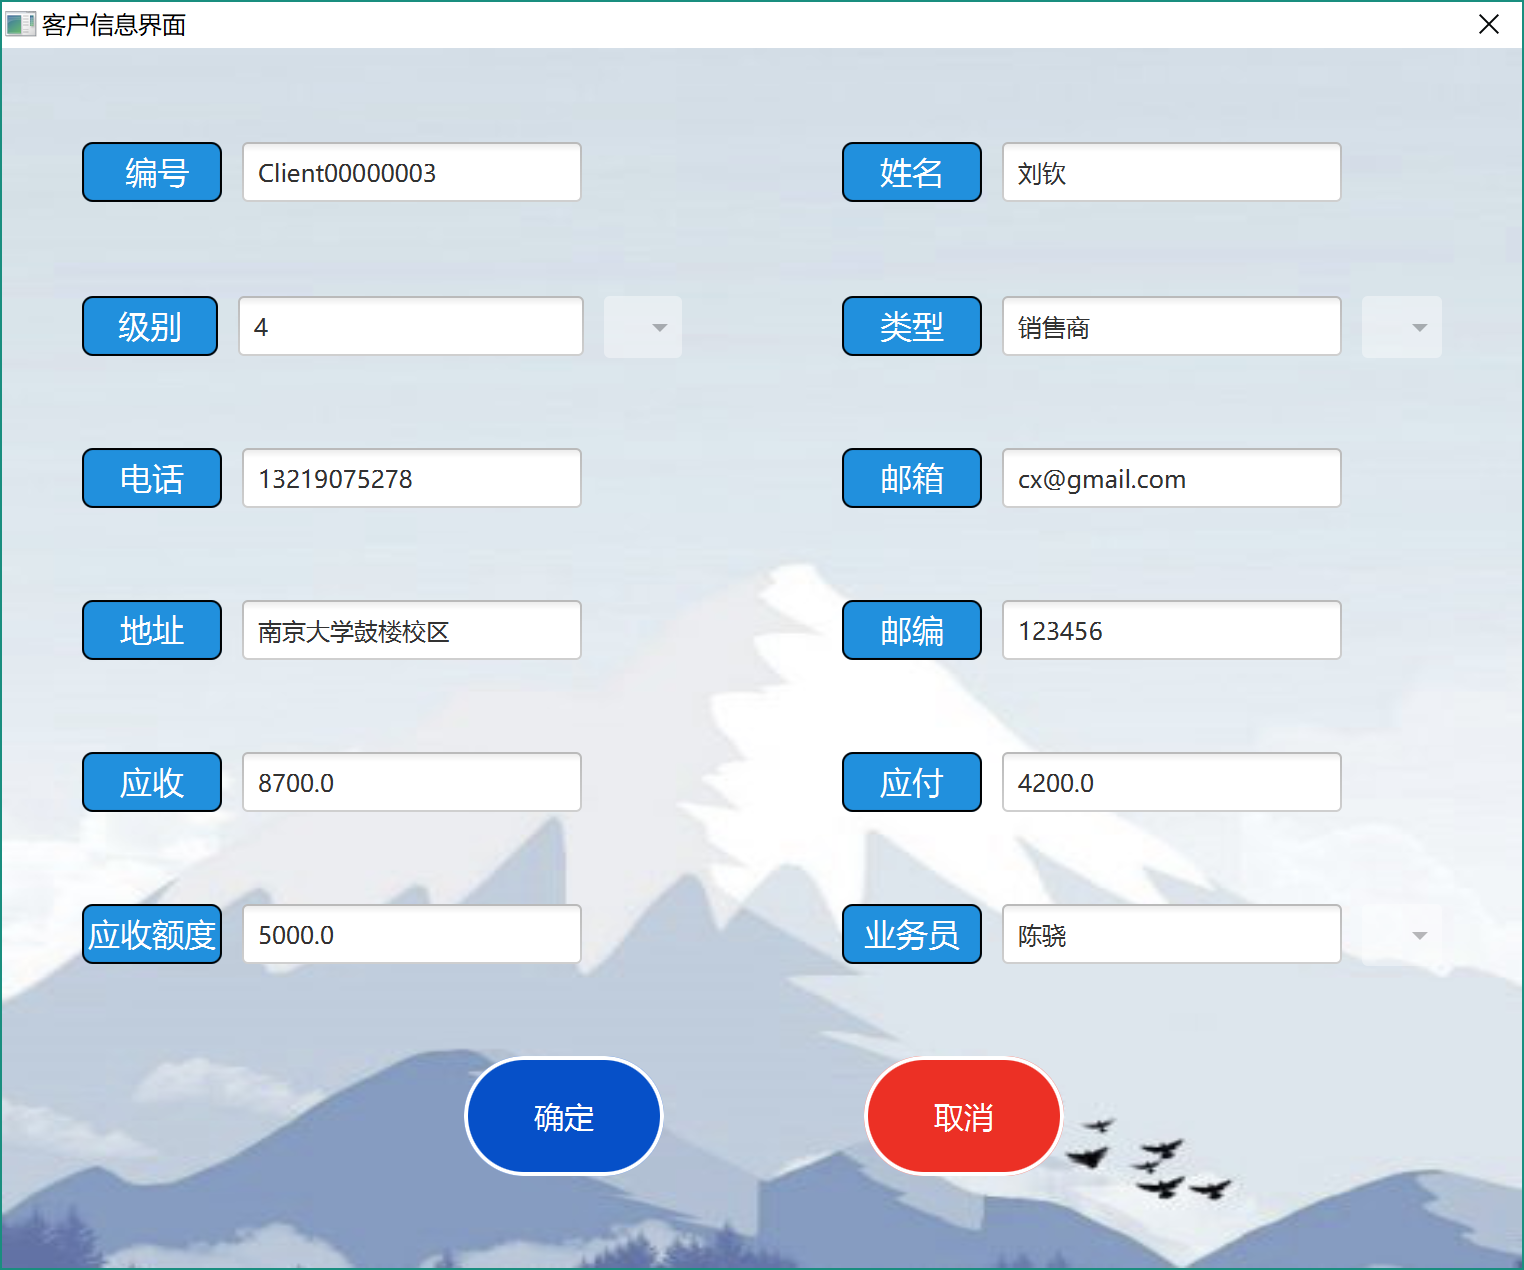 客户信息界面
编号 Client00000003 姓名 刘钦
级别 4 类型 销售商
电话 13219075278 邮箱 cx@gmail.com
地址 南京大学鼓楼校区 邮编 123456
应收 8700.0 应付 4200.0
应收额度 5000.0 业务员 陈骁
确定 取消